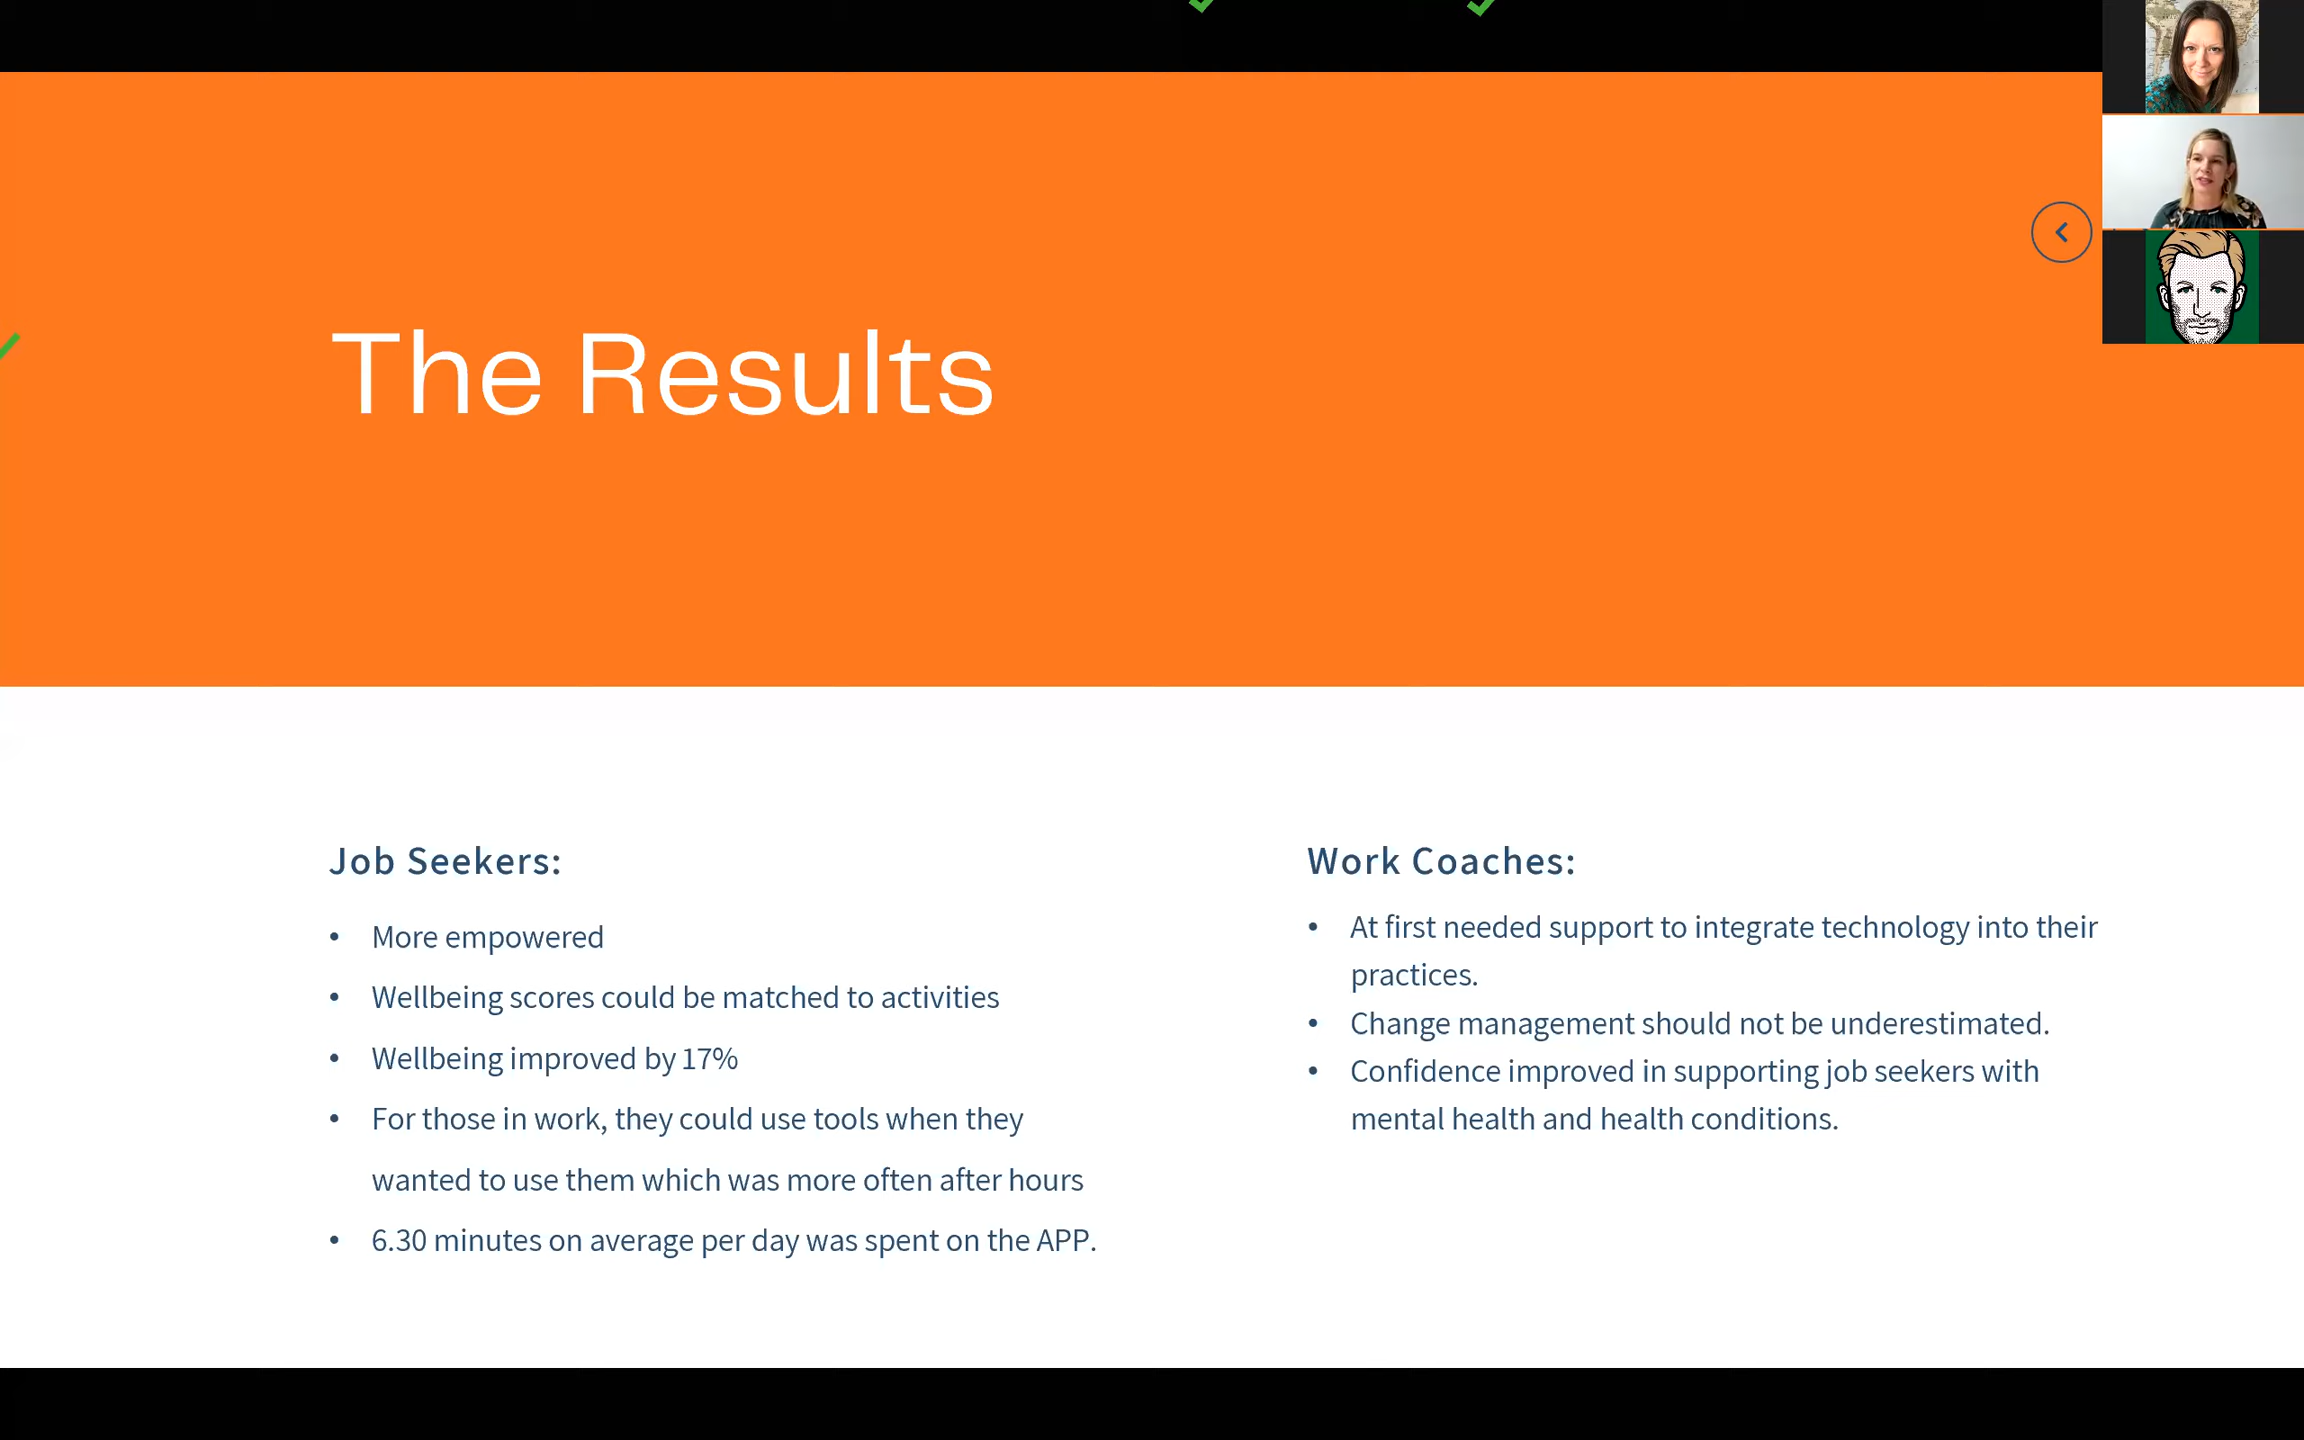 The Results
Job Seekers:
• More empowered
• Wellbeing scores could be matched to activities
• Wellbeing improved by 17%
• For those in work, they could use tools when they
wanted to use them which was more often after hours
• 6.30 minutes on average per day was spent on the APP.
Work Coaches:
• At first needed support to integrate technology into their
practices.
• Change management should not be underestimated.
• Confidence improved in supporting job seekers with
mental health and health conditions.